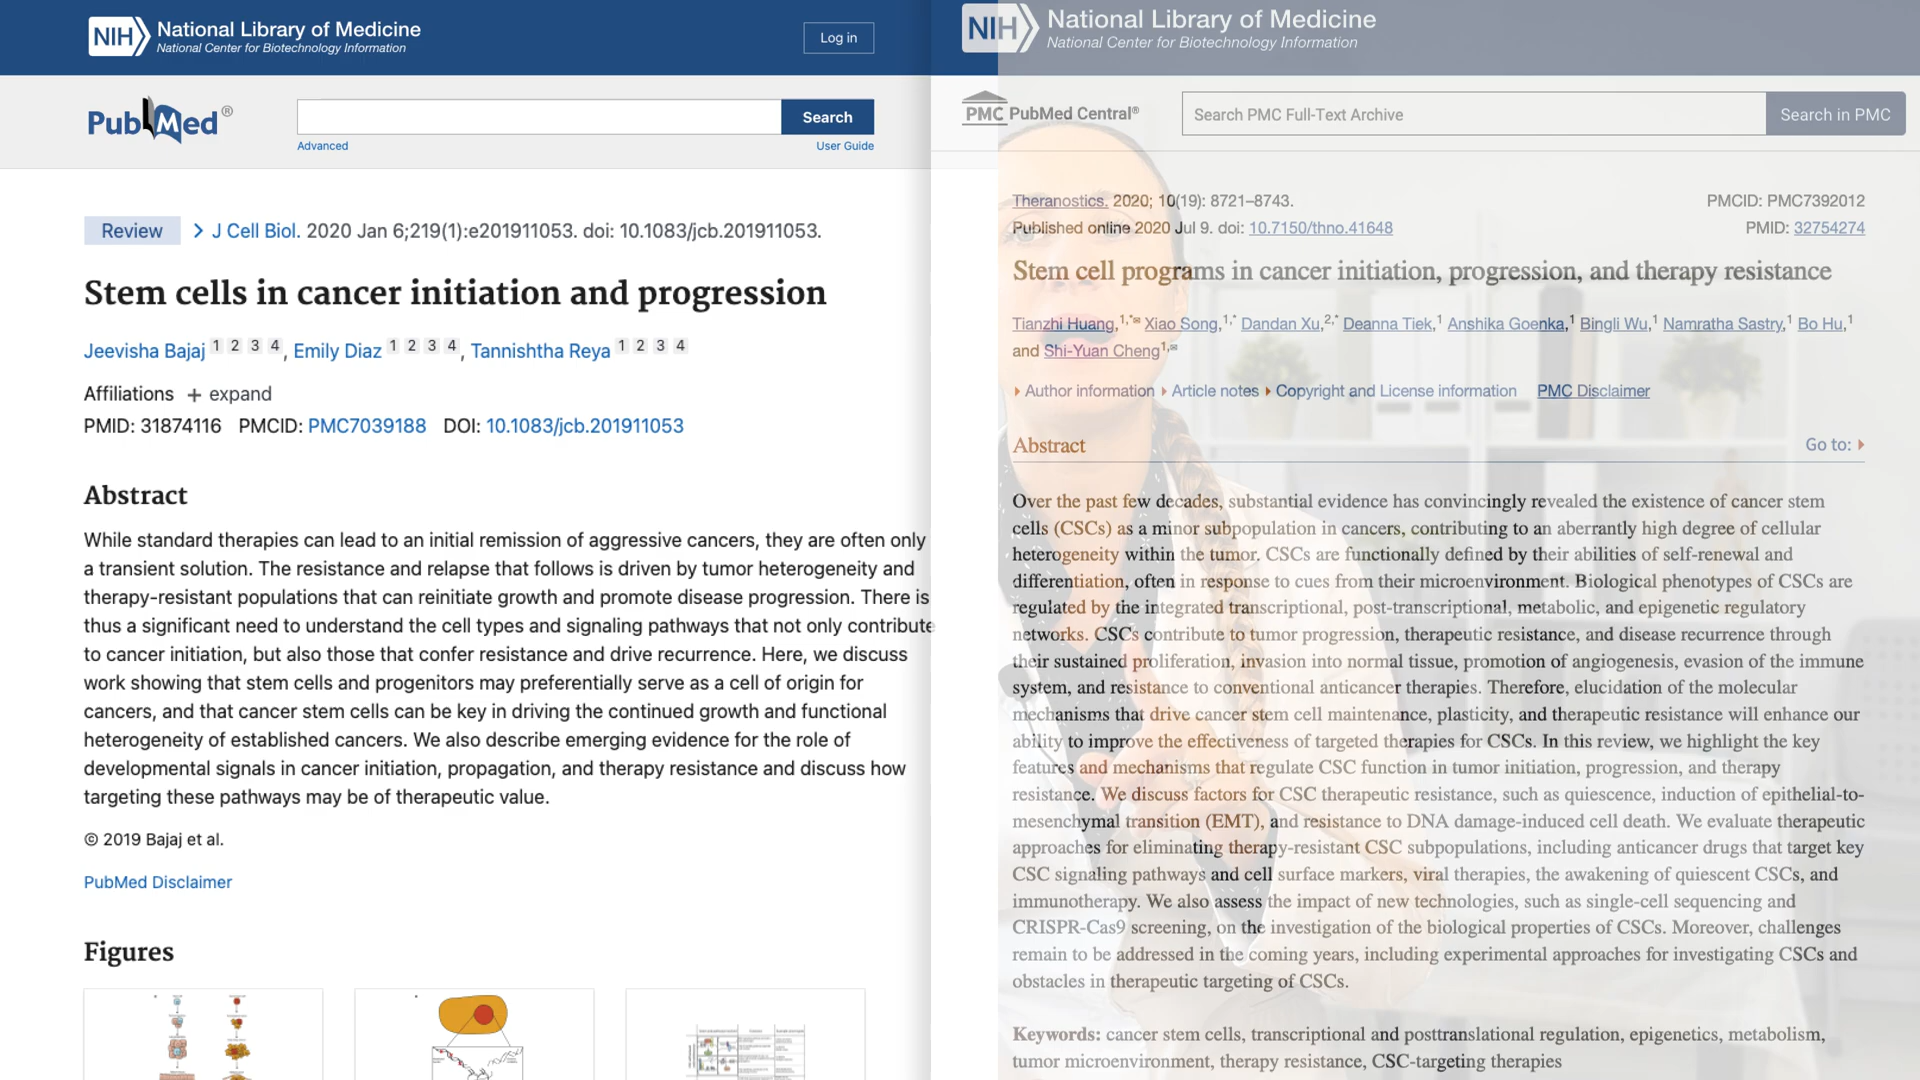 NIH National Library of Medicine
National Center for Biotechnology Information
Log in
PubMed®
Search
Advanced
User Guide
Review
J Cell Biol. 2020 Jan 6;219(1):e201911053. doi: 10.1083/jcb.201911053.
Stem cells in cancer initiation and progression
Jeevisha Bajaj 1 2 3 4, Emily Diaz 1 2 3 4, Tannishtha Reya 1 2 3 4
Affiliations + expand
PMID: 31874116 PMCID: PMC7039188 DOI: 10.1083/jcb.201911053
Abstract
While standard therapies can lead to an initial remission of aggressive cancers, they are often only
a transient solution. The resistance and relapse that follows is driven by tumor heterogeneity and
therapy-resistant populations that can reinitiate growth and promote disease progression. There is
thus a significant need to understand the cell types and signaling pathways that not only contribute
to cancer initiation, but also those that confer resistance and drive recurrence. Here, we discuss
work showing that stem cells and progenitors may preferentially serve as a cell of origin for
cancers, and that cancer stem cells can be key in driving the continued growth and functional
heterogeneity of established cancers. We also describe emerging evidence for the role of
developmental signals in cancer initiation, propagation, and therapy resistance and discuss how
targeting these pathways may be of therapeutic value.
© 2019 Bajaj et al.
PubMed Disclaimer
Figures
NIH National Library of Medicine
National Center for Biotechnology Information
PMC PubMed Central®
Search PMC Full-Text Archive
Search in PMC
Theranostics. 2020; 10(19): 8721–8743.
PMCID: PMC7392012
Published online 2020 Jul 9. doi: 10.7150/thno.41648
PMID: 32754274
Stem cell programs in cancer initiation, progression, and therapy resistance
Tianzhi Huang,1,* Xiao Song,1,* Dandan Xu,2,* Deanna Tiek,1 Anshika Goenka,1 Bingli Wu,1 Namratha Sastry,1 Bo Hu,1
and Shi-Yuan Cheng1,
Author information Article notes Copyright and License information PMC Disclaimer
Abstract
Go to:
Over the past few decades, substantial evidence has convincingly revealed the existence of cancer stem
cells (CSCs) as a minor subpopulation in cancers, contributing to an aberrantly high degree of cellular
heterogeneity within the tumor. CSCs are functionally defined by their abilities of self-renewal and
differentiation, often in response to cues from their microenvironment. Biological phenotypes of CSCs are
regulated by the integrated transcriptional, post-transcriptional, metabolic, and epigenetic regulatory
networks. CSCs contribute to tumor progression, therapeutic resistance, and disease recurrence through
their sustained proliferation, invasion into normal tissue, promotion of angiogenesis, evasion of the immune
system, and resistance to conventional anticancer therapies. Therefore, elucidation of the molecular
mechanisms that drive cancer stem cell maintenance, plasticity, and therapeutic resistance will enhance our
ability to improve the effectiveness of targeted therapies for CSCs. In this review, we highlight the key
features and mechanisms that regulate CSC function in tumor initiation, progression, and therapy
resistance. We discuss factors for CSC therapeutic resistance, such as quiescence, induction of epithelial-to-
mesenchymal transition (EMT), and resistance to DNA damage-induced cell death. We evaluate therapeutic
approaches for eliminating therapy-resistant CSC subpopulations, including anticancer drugs that target key
CSC signaling pathways and cell surface markers, viral therapies, the awakening of quiescent CSCs, and
immunotherapy. We also assess the impact of new technologies, such as single-cell sequencing and
CRISPR-Cas9 screening, on the investigation of the biological properties of CSCs. Moreover, challenges
remain to be addressed in the coming years, including experimental approaches for investigating CSCs and
obstacles in therapeutic targeting of CSCs.
Keywords: cancer stem cells, transcriptional and posttranslational regulation, epigenetics, metabolism,
tumor microenvironment, therapy resistance, CSC-targeting therapies